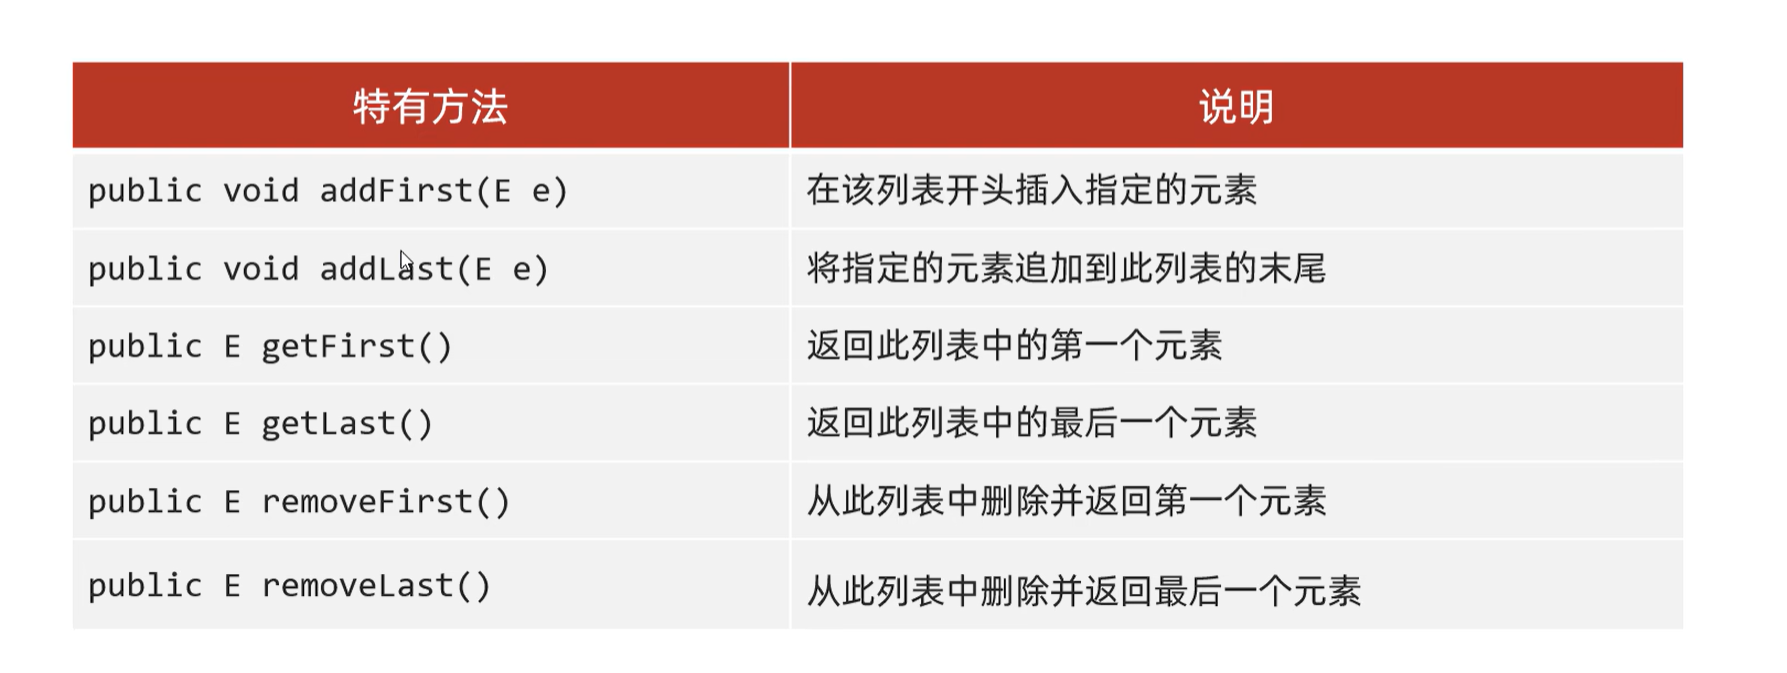 特有方法 说明
public void addFirst(E e) 在该列表开头插入指定的元素
public void addLast(E e) 将指定的元素追加到此列表的末尾
public E getFirst() 返回此列表中的第一个元素
public E getLast() 返回此列表中的最后一个元素
public E removeFirst() 从此列表中删除并返回第一个元素
public E removeLast() 从此列表中删除并返回最后一个元素